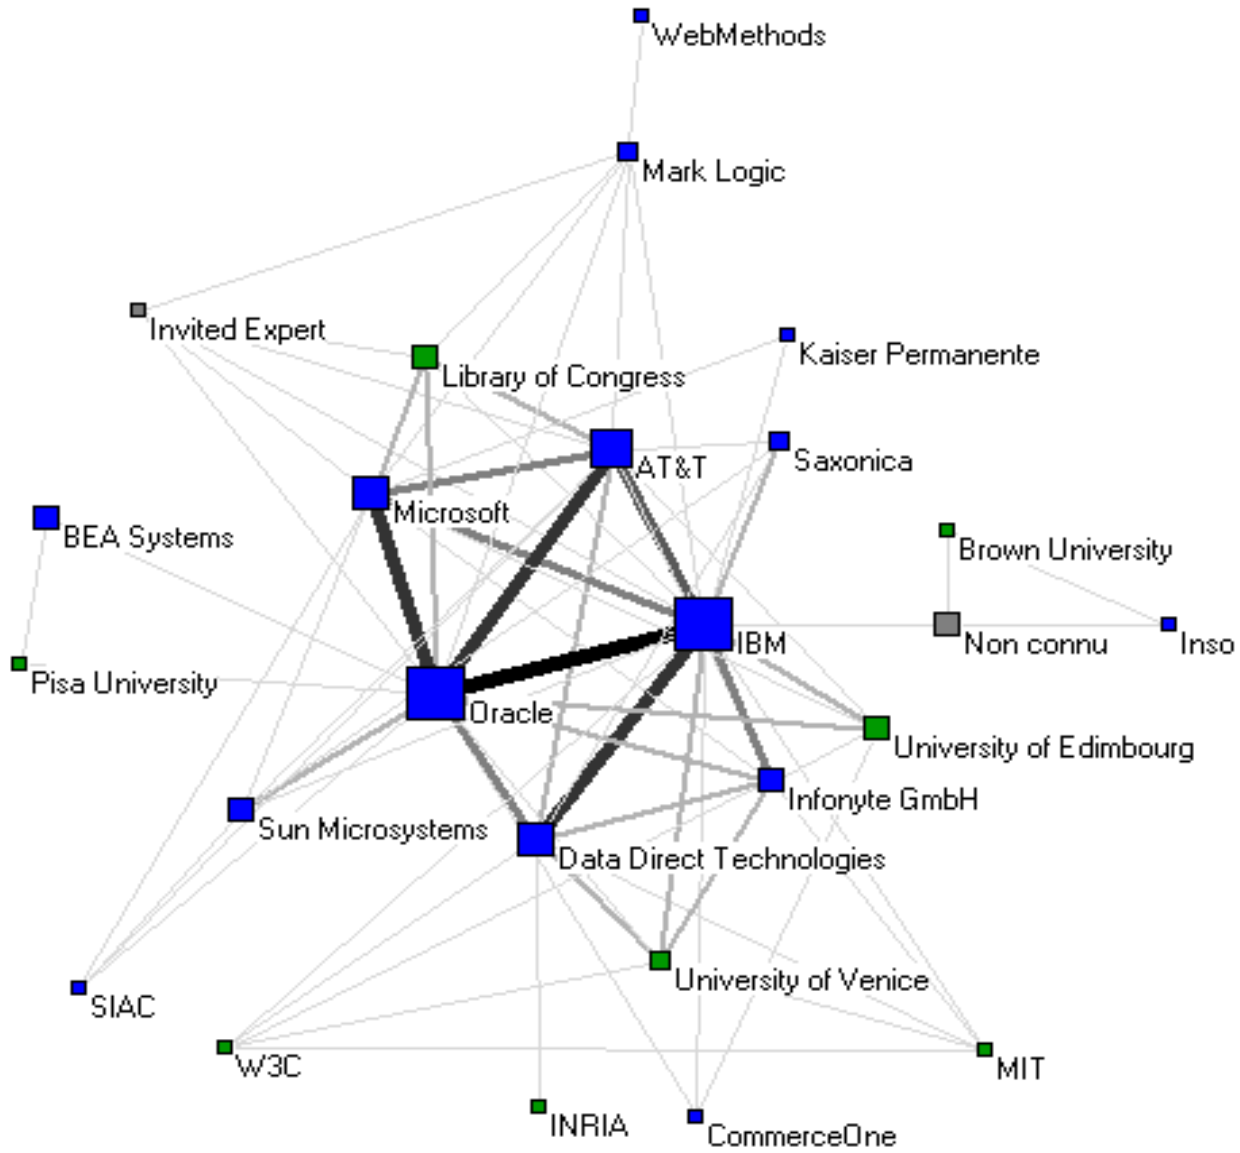 WebMethods
Mark Logic
Invited Expert
Kaiser Permanente
Library of Congress
AT&T
Saxonica
Microsoft
BEA Systems
Brown University
IBM
Non connu
Inso
Pisa University
Oracle
University of Edimbourg
Infonyte GmbH
Sun Microsystems
Data Direct Technologies
University of Venice
SIAC
W3C
MIT
INRIA
CommerceOne